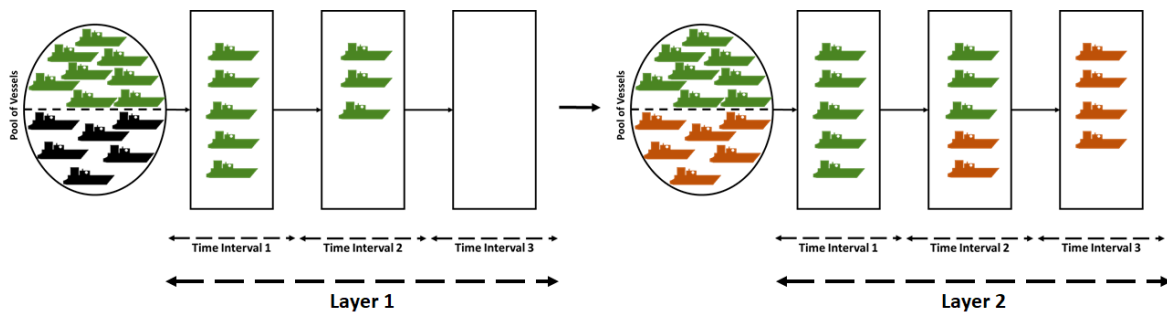 Pool of Vessels
Time Interval 1
Time Interval 2
Time Interval 3
Layer 1
Pool of Vessels
Time Interval 1
Time Interval 2
Time Interval 3
Layer 2